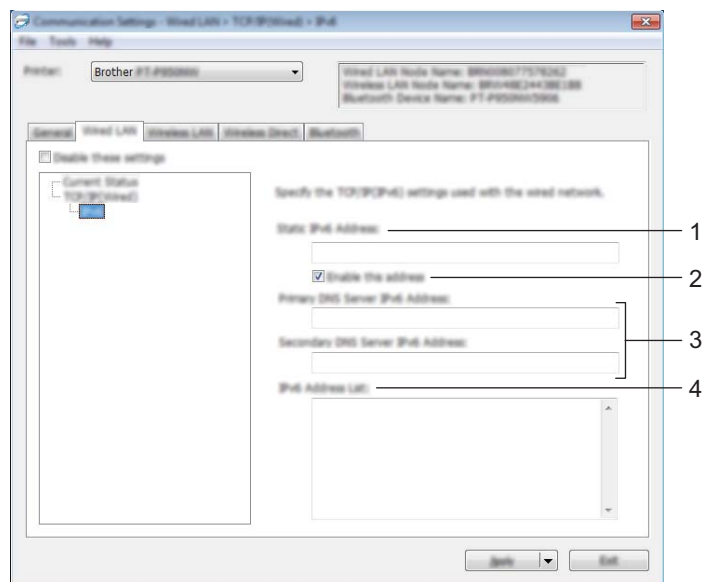 Communication Settings - Wired LAN > TCP/IP(Wired) > IPv6
File Tools Help
Printer:
Brother PT-P950NW
Wired LAN Node Name:
Wireless LAN Node Name:
Bluetooth Device Name:
General
Wired LAN
Wireless LAN
Wireless Direct
Bluetooth
Disable these settings
Current Status
TCP/IP(Wired)
Specify the TCP/IP(IPv6) settings used with the wired network.
Static IPv6 Address:
1
Enable this address
2
Primary DNS Server IPv6 Address:
3
Secondary DNS Server IPv6 Address:
IPv6 Address List:
4
Apply
Exit